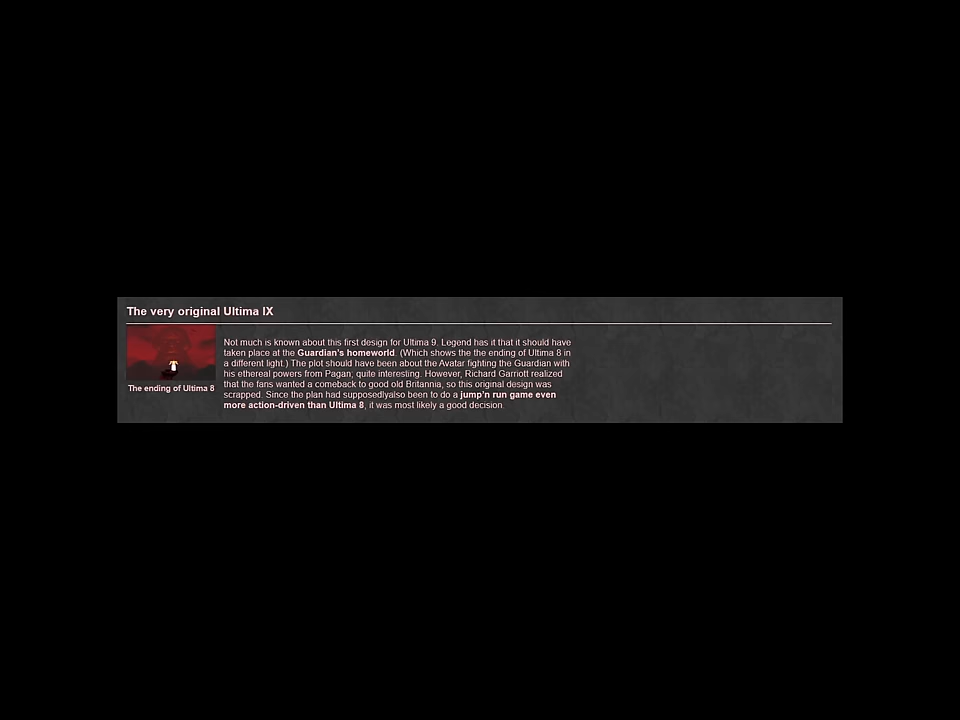 The very original Ultima IX
Not much is known about this first design for Ultima 9. Legend has it that it should have
taken place at the Guardian's homeworld. (Which shows the the ending of Ultima 8 in
a different light.) The plot should have been about the Avatar fighting the Guardian with
his ethereal powers from Pagan; quite interesting. However, Richard Garriott realized
that the fans wanted a comeback to good old Britannia, so this original design was
scrapped. Since the plan had supposedlyalso been to do a jump'n run game even
more action-driven than Ultima 8, it was most likely a good decision.
The ending of Ultima 8